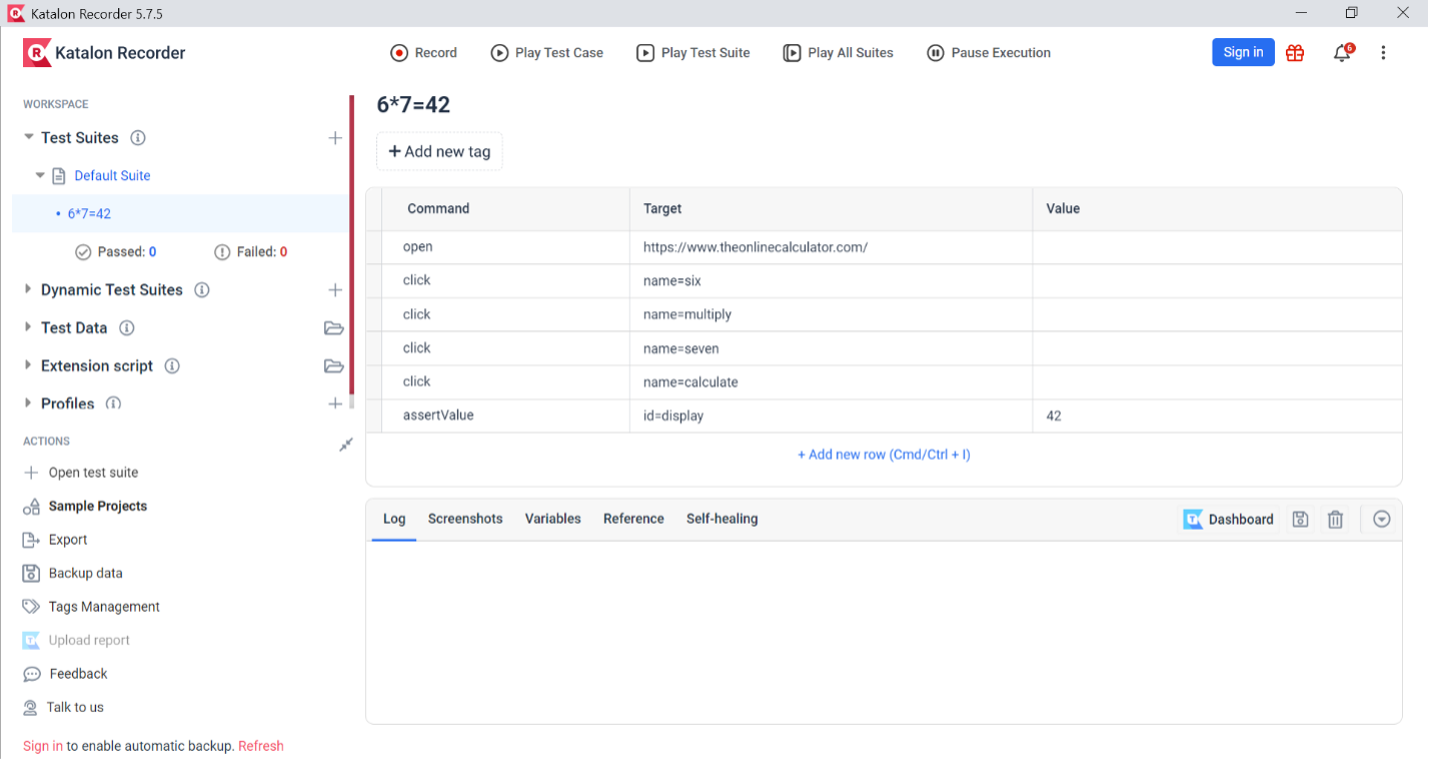 Katalon Recorder 5.7.5
Katalon Recorder
Record Play Test Case Play Test Suite Play All Suites Pause Execution
Sign in
6
WORKSPACE
Test Suites
Default Suite
• 6*7=42
Passed: 0 Failed: 0
Dynamic Test Suites
Test Data
Extension script
Profiles
ACTIONS
Open test suite
Sample Projects
Export
Backup data
Tags Management
Upload report
Feedback
Talk to us
Sign in to enable automatic backup. Refresh
6*7=42
+ Add new tag
Command Target Value
open https://www.theonlinecalculator.com/
click name=six
click name=multiply
click name=seven
click name=calculate
assertValue id=display 42
+ Add new row (Cmd/Ctrl + I)
Log Screenshots Variables Reference Self-healing Dashboard